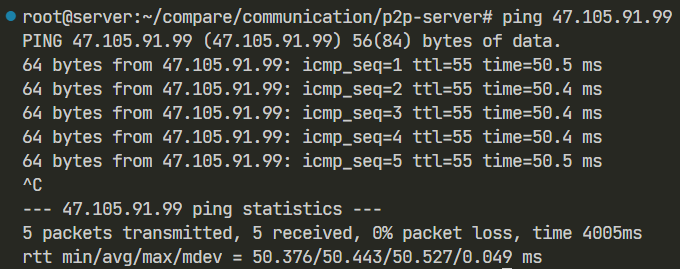 root@server:~/compare/communication/p2p-server# ping 47.105.91.99
PING 47.105.91.99 (47.105.91.99) 56(84) bytes of data.
64 bytes from 47.105.91.99: icmp_seq=1 ttl=55 time=50.5 ms
64 bytes from 47.105.91.99: icmp_seq=2 ttl=55 time=50.4 ms
64 bytes from 47.105.91.99: icmp_seq=3 ttl=55 time=50.4 ms
64 bytes from 47.105.91.99: icmp_seq=4 ttl=55 time=50.4 ms
64 bytes from 47.105.91.99: icmp_seq=5 ttl=55 time=50.5 ms
^C
--- 47.105.91.99 ping statistics ---
5 packets transmitted, 5 received, 0% packet loss, time 4005ms
rtt min/avg/max/mdev = 50.376/50.443/50.527/0.049 ms